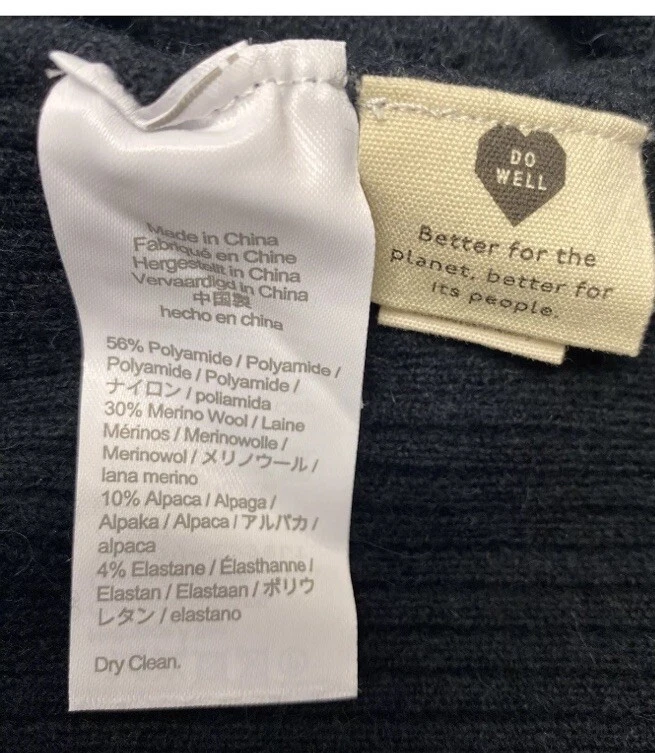 Made in China
Fabriqué en Chine
Hergestellt in China
Vervaardigd in China
中国製
hecho en china
56% Polyamide / Polyamide /
Polyamide / Polyamide /
ナイロン / poliamida
30% Merino Wool / Laine
Mérinos / Merinowolle /
Merinowol / メリノウール /
lana merino
10% Alpaca / Alpaga /
Alpaka / Alpaca / アルパカ /
alpaca
4% Elastane / Élasthanne /
Elastan / Elastaan / ポリウ
レタン / elastano
Dry Clean.
DO
WELL
Better for the
planet, better for
its people.